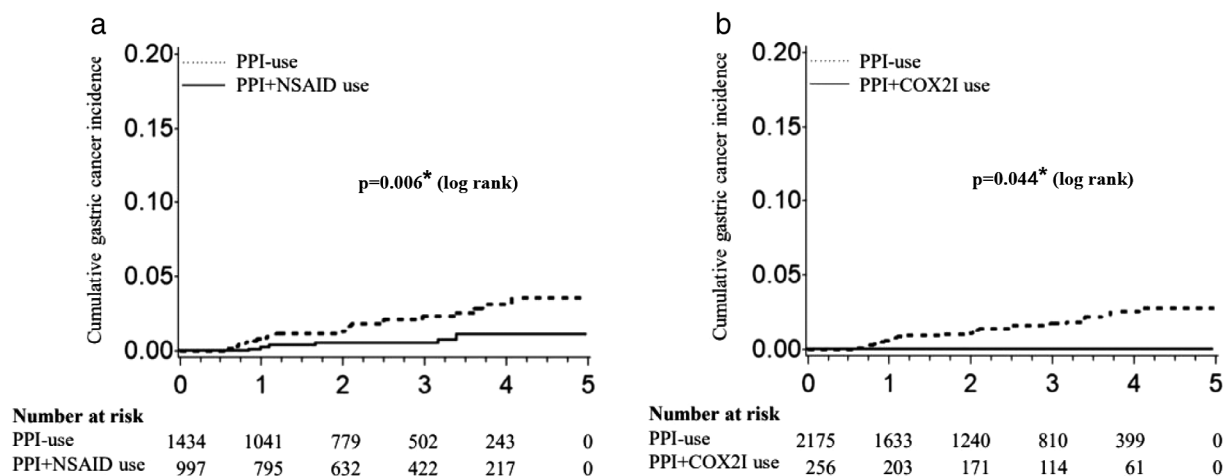 a
0.20
0.15
0.10
0.05
0.00
Cumulative gastric cancer incidence
PPI-use
PPI+NSAID use
p=0.006* (log rank)
0 1 2 3 4 5
Number at risk
PPI-use 1434 1041 779 502 243 0
PPI+NSAID use 997 795 632 422 217 0
b
0.20
0.15
0.10
0.05
0.00
Cumulative gastric cancer incidence
PPI-use
PPI+COX2I use
p=0.044* (log rank)
0 1 2 3 4 5
Number at risk
PPI-use 2175 1633 1240 810 399 0
PPI+COX2I use 256 203 171 114 61 0